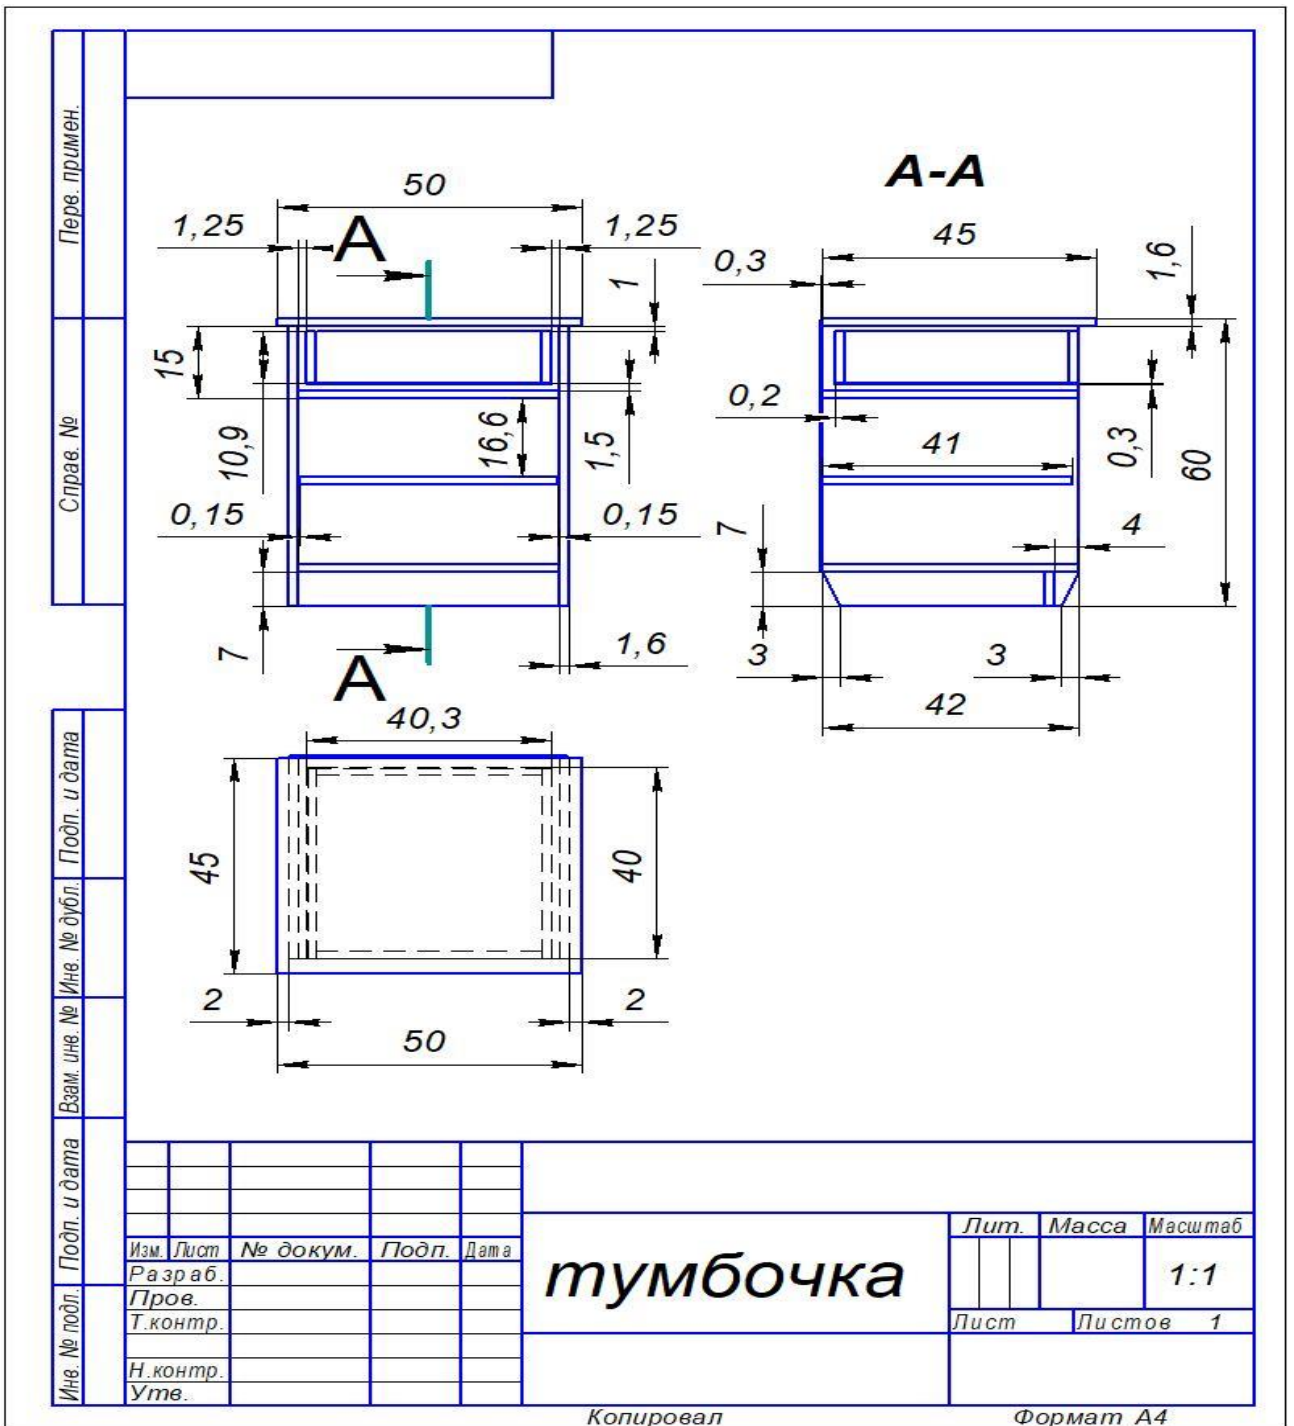 Перв. примен.
Справ. №
Подп. и дата
Инв. № дубл.
Взам. инв. №
Подп. и дата
Инв. № подл.
A-A
50
1,25
A
1,25
1
15
10,9
16,6
1,5
0,15
0,15
7
A
1,6
45
0,3
1,6
0,2
41
0,3
60
7
4
3
3
42
40,3
45
40
2
2
50
Изм. Лист № докум. Подп. Дата
Разраб.
Пров.
Т.контр.
Н.контр.
Утв.
тумбочка
Лит. Масса Масштаб
1:1
Лист Листов 1
Копировал Формат А4